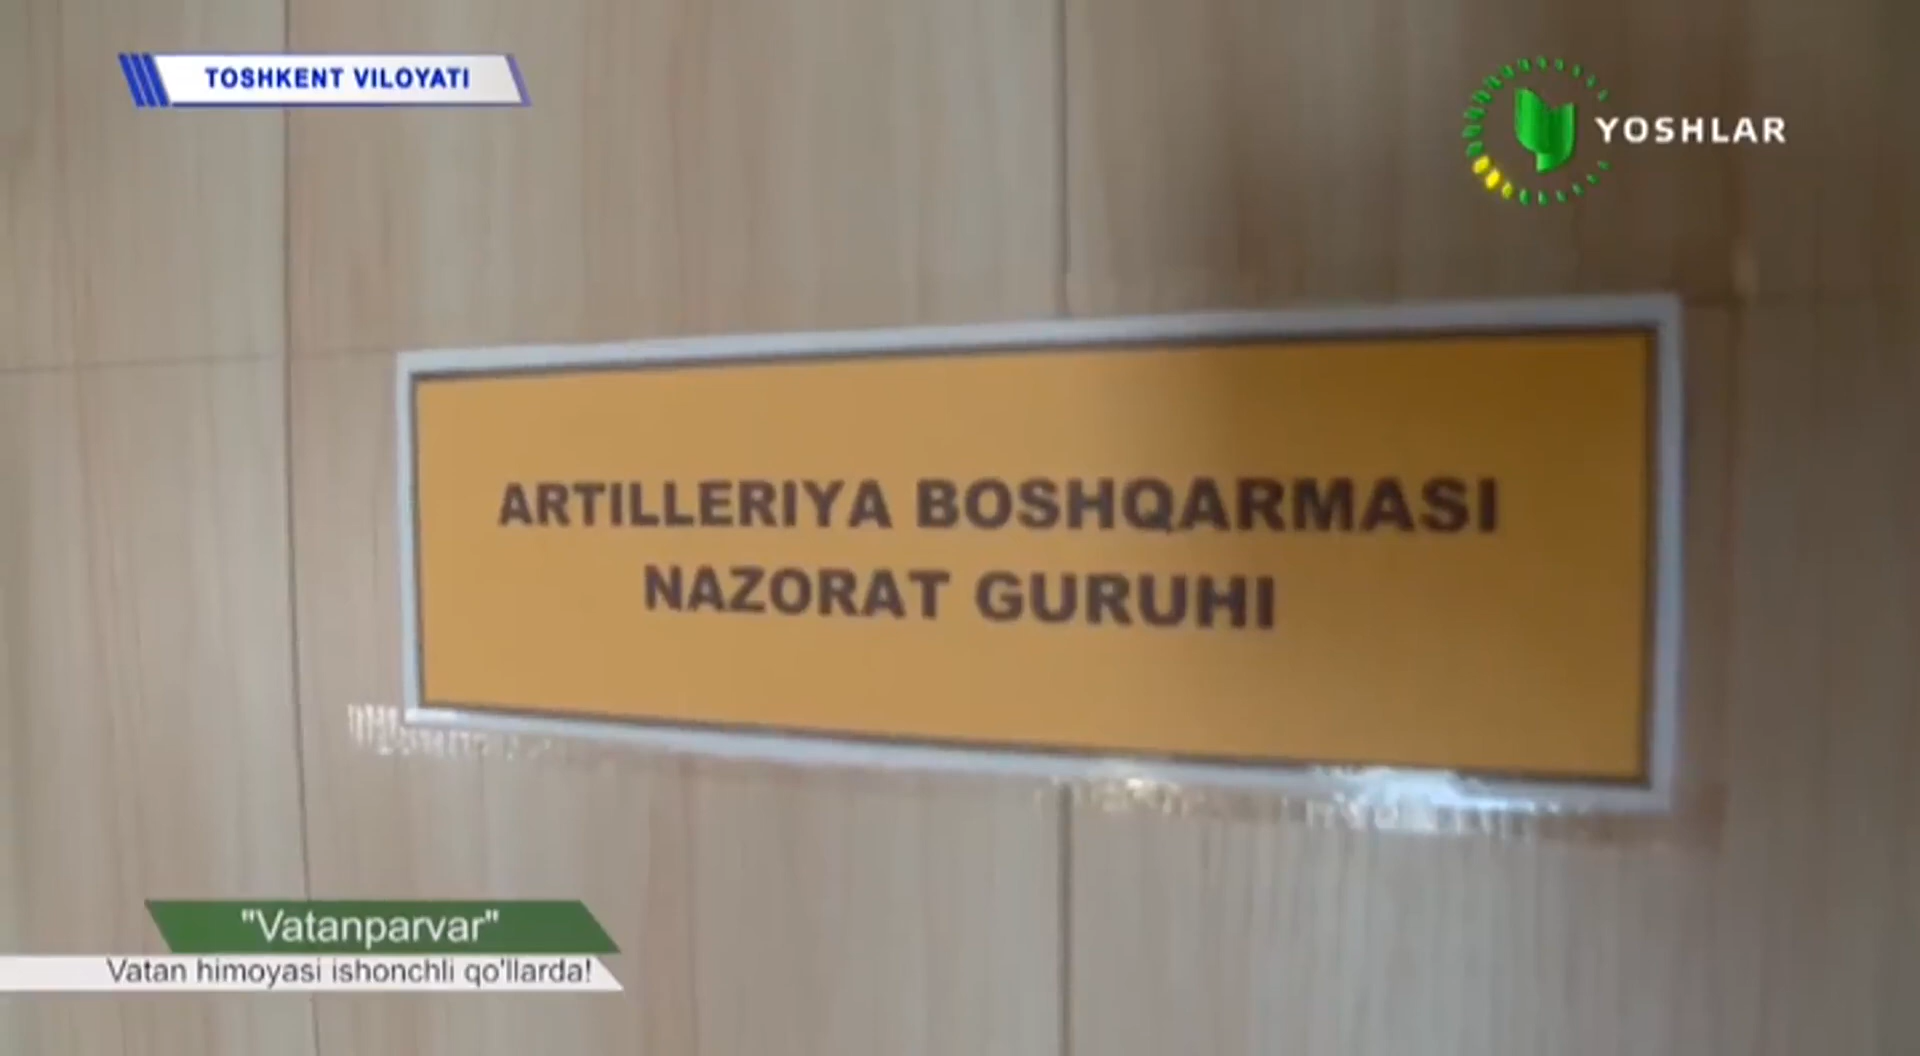 TOSHKENT VILOYATI
YOSHLAR
ARTILLERIYA BOSHQARMASI
NAZORAT GURUHI
"Vatanparvar"
Vatan himoyasi ishonchli qo'llarda!